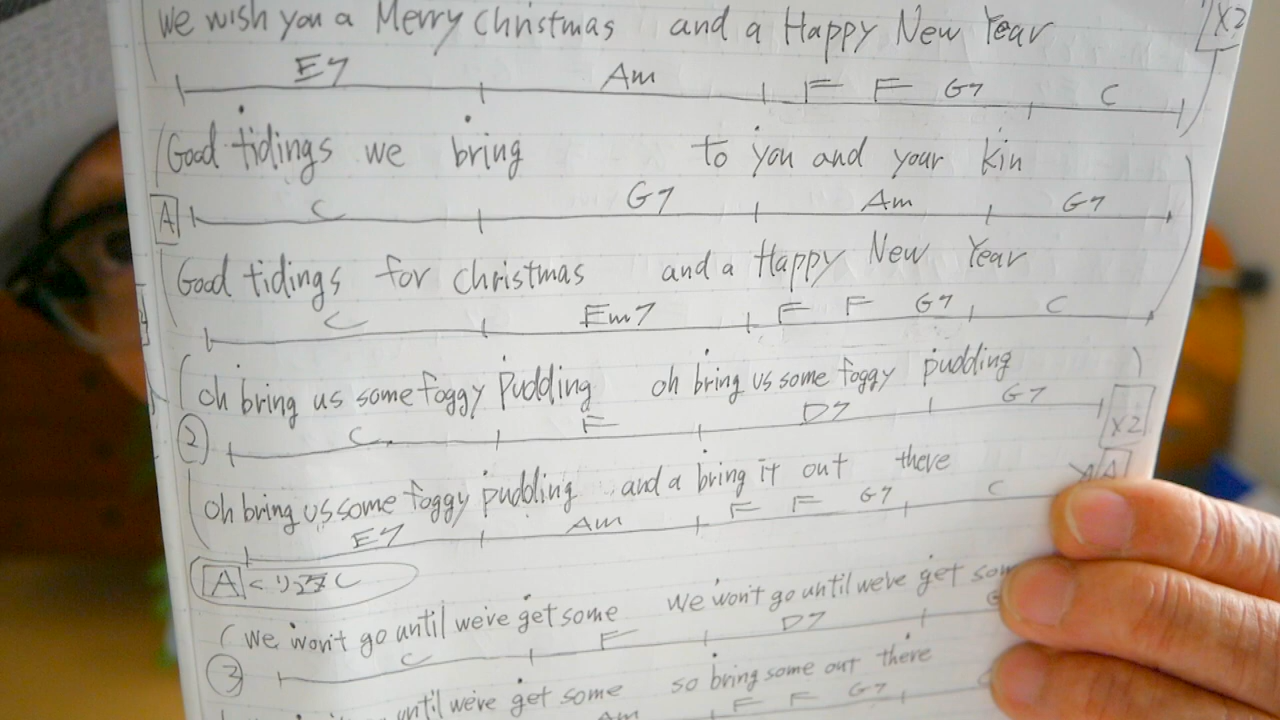 We wish you a Merry Christmas and a Happy New Year X2
E7 Am F F G7 C
Good tidings we bring to you and your kin
A C G7 Am G7
Good tidings for Christmas and a Happy New Year
C Em7 F F G7 C
oh bring us some foggy Pudding oh bring us some foggy pudding
② C F D7 G7 X2
oh bring us some foggy pudding and a bring it out there
A
E7 Am F F G7 C
A く
(we won't go until we've get some we won't go until we've get som
③ C F D7
until we've get some so bring some out there
Am F F G7